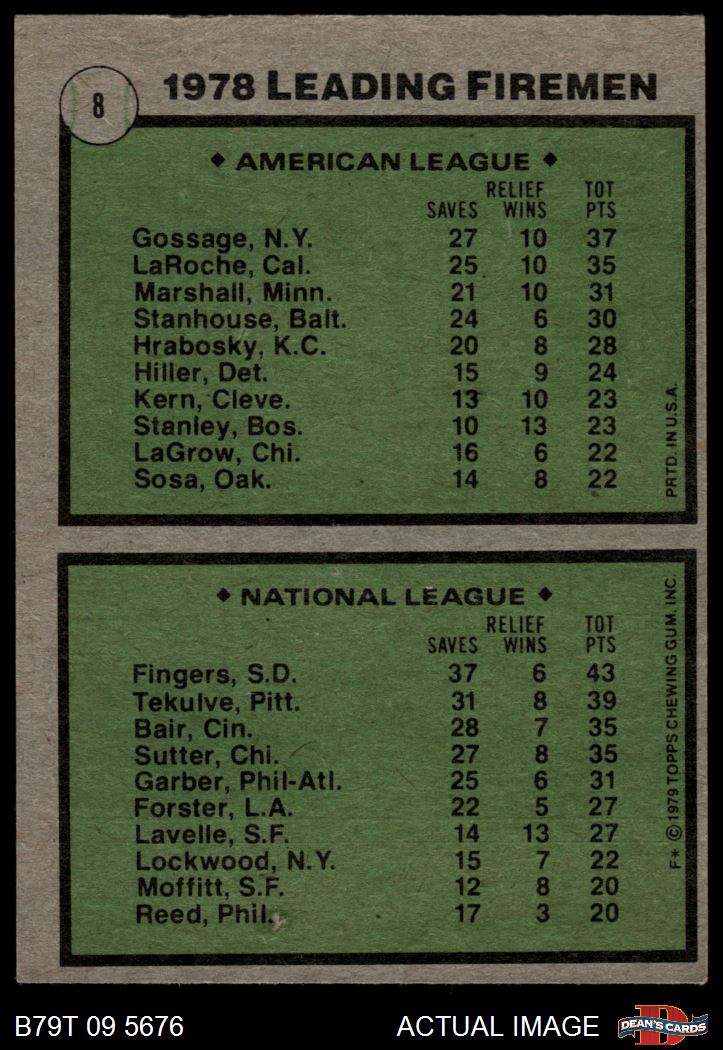 8
1978 LEADING FIREMEN
♦ AMERICAN LEAGUE ♦
RELIEF TOT
SAVES WINS PTS
Gossage, N.Y. 27 10 37
LaRoche, Cal. 25 10 35
Marshall, Minn. 21 10 31
Stanhouse, Balt. 24 6 30
Hrabosky, K.C. 20 8 28
Hiller, Det. 15 9 24
Kern, Cleve. 13 10 23
Stanley, Bos. 10 13 23
LaGrow, Chi. 16 6 22
Sosa, Oak. 14 8 22
PRTD. IN U.S.A.
♦ NATIONAL LEAGUE ♦
RELIEF TOT
SAVES WINS PTS
Fingers, S.D. 37 6 43
Tekulve, Pitt. 31 8 39
Bair, Cin. 28 7 35
Sutter, Chi. 27 8 35
Garber, Phil-Atl. 25 6 31
Forster, L.A. 22 5 27
Lavelle, S.F. 14 13 27
Lockwood, N.Y. 15 7 22
Moffitt, S.F. 12 8 20
Reed, Phil. 17 3 20
F* © 1979 TOPPS CHEWING GUM, INC.
B79T 09 5676
ACTUAL IMAGE
D
DEAN'S CARDS